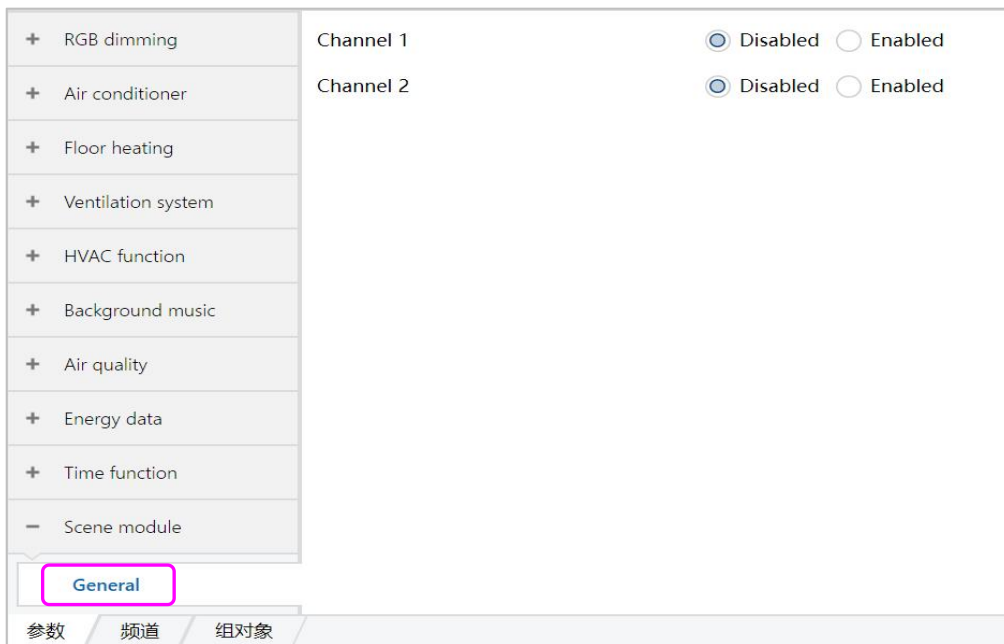 + RGB dimming
+ Air conditioner
+ Floor heating
+ Ventilation system
+ HVAC function
+ Background music
+ Air quality
+ Energy data
+ Time function
− Scene module
General
Channel 1 Disabled Enabled
Channel 2 Disabled Enabled
参数 频道 组对象